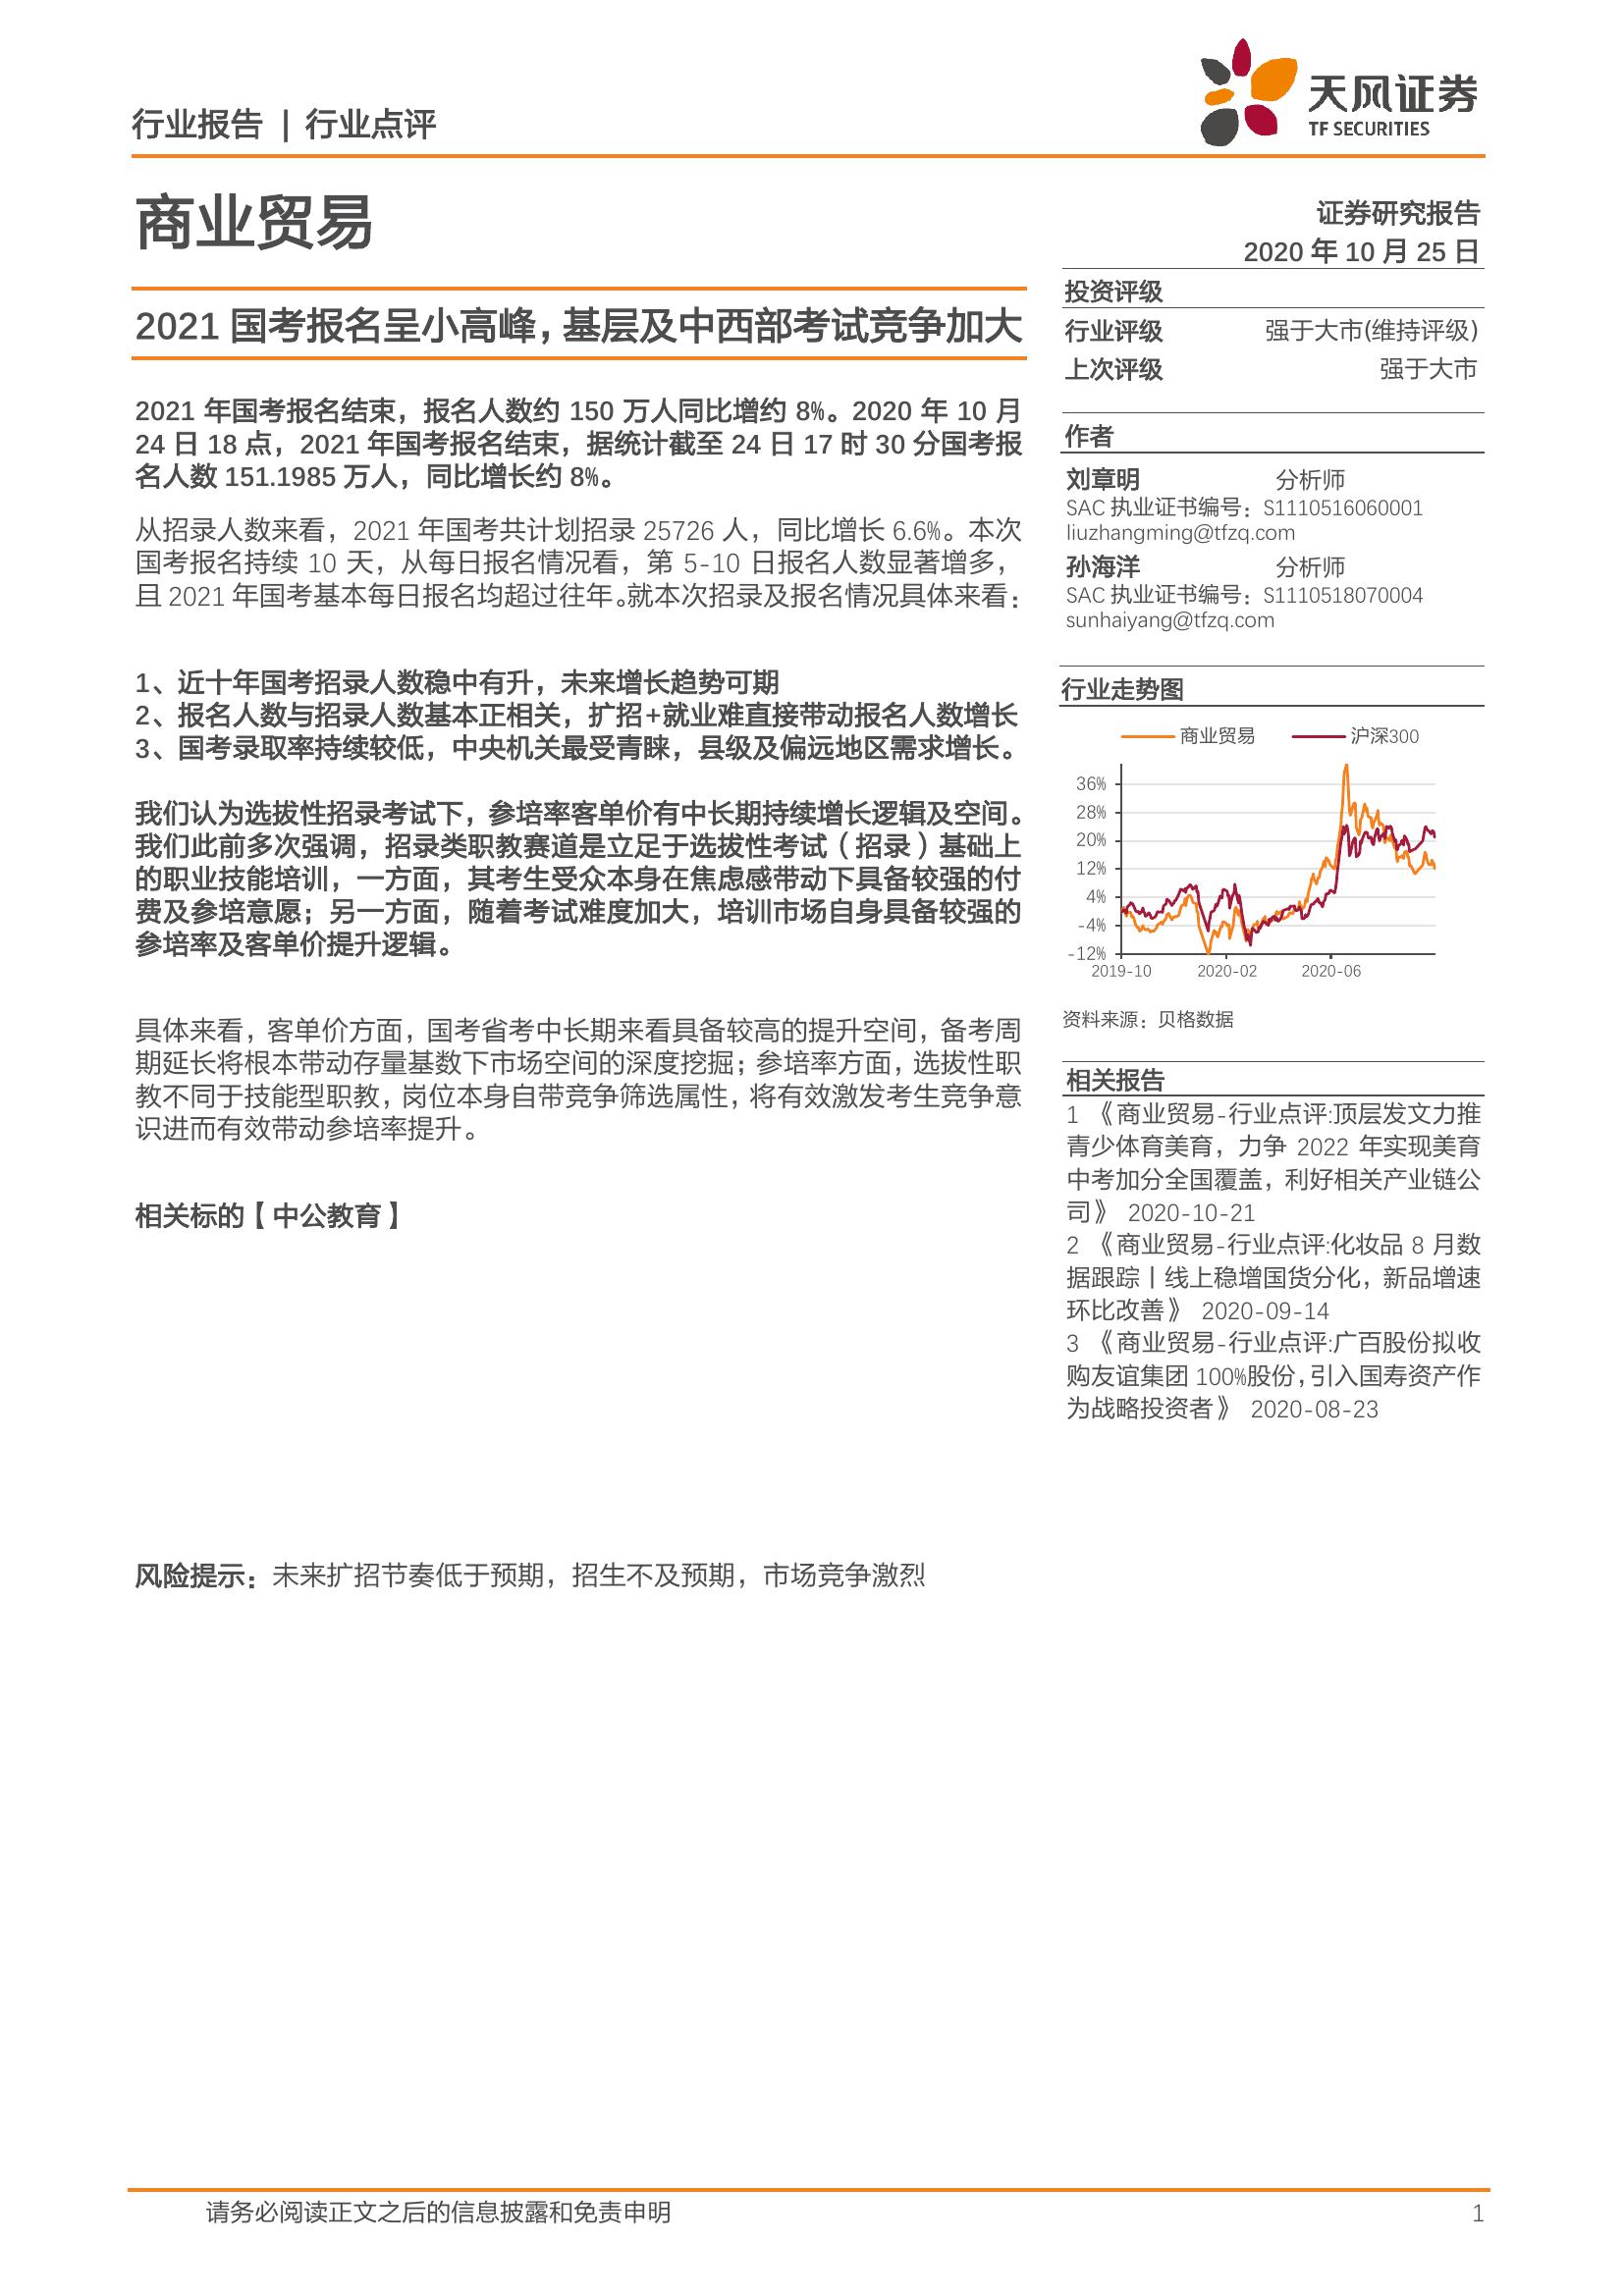 行业报告 | 行业点评
天风证券
TF SECURITIES
商业贸易
证券研究报告
2020 年 10 月 25 日
2021 国考报名呈小高峰，基层及中西部考试竞争加大
2021 年国考报名结束，报名人数约 150 万人同比增约 8%。2020 年 10 月
24 日 18 点，2021 年国考报名结束，据统计截至 24 日 17 时 30 分国考报
名人数 151.1985 万人，同比增长约 8%。
从招录人数来看，2021 年国考共计划招录 25726 人，同比增长 6.6%。本次
国考报名持续 10 天，从每日报名情况看，第 5-10 日报名人数显著增多，
且 2021 年国考基本每日报名均超过往年。就本次招录及报名情况具体来看：
1、近十年国考招录人数稳中有升，未来增长趋势可期
2、报名人数与招录人数基本正相关，扩招+就业难直接带动报名人数增长
3、国考录取率持续较低，中央机关最受青睐，县级及偏远地区需求增长。
我们认为选拔性招录考试下，参培率客单价有中长期持续增长逻辑及空间。
我们此前多次强调，招录类职教赛道是立足于选拔性考试（招录）基础上
的职业技能培训，一方面，其考生受众本身在焦虑感带动下具备较强的付
费及参培意愿；另一方面，随着考试难度加大，培训市场自身具备较强的
参培率及客单价提升逻辑。
具体来看，客单价方面，国考省考中长期来看具备较高的提升空间，备考周
期延长将根本带动存量基数下市场空间的深度挖掘；参培率方面，选拔性职
教不同于技能型职教，岗位本身自带竞争筛选属性，将有效激发考生竞争意
识进而有效带动参培率提升。
相关标的【中公教育】
风险提示：未来扩招节奏低于预期，招生不及预期，市场竞争激烈
投资评级
行业评级 强于大市(维持评级)
上次评级 强于大市
作者
刘章明 分析师
SAC 执业证书编号：S1110516060001
liuzhangming@tfzq.com
孙海洋 分析师
SAC 执业证书编号：S1110518070004
sunhaiyang@tfzq.com
行业走势图
商业贸易 沪深300
36%
28%
20%
12%
4%
-4%
-12%
2019-10 2020-02 2020-06
资料来源：贝格数据
相关报告
1 《商业贸易-行业点评:顶层发文力推
青少体育美育，力争 2022 年实现美育
中考加分全国覆盖，利好相关产业链公
司》 2020-10-21
2 《商业贸易-行业点评:化妆品 8 月数
据跟踪丨线上稳增国货分化，新品增速
环比改善》 2020-09-14
3 《商业贸易-行业点评:广百股份拟收
购友谊集团 100%股份，引入国寿资产作
为战略投资者》 2020-08-23
请务必阅读正文之后的信息披露和免责申明 1